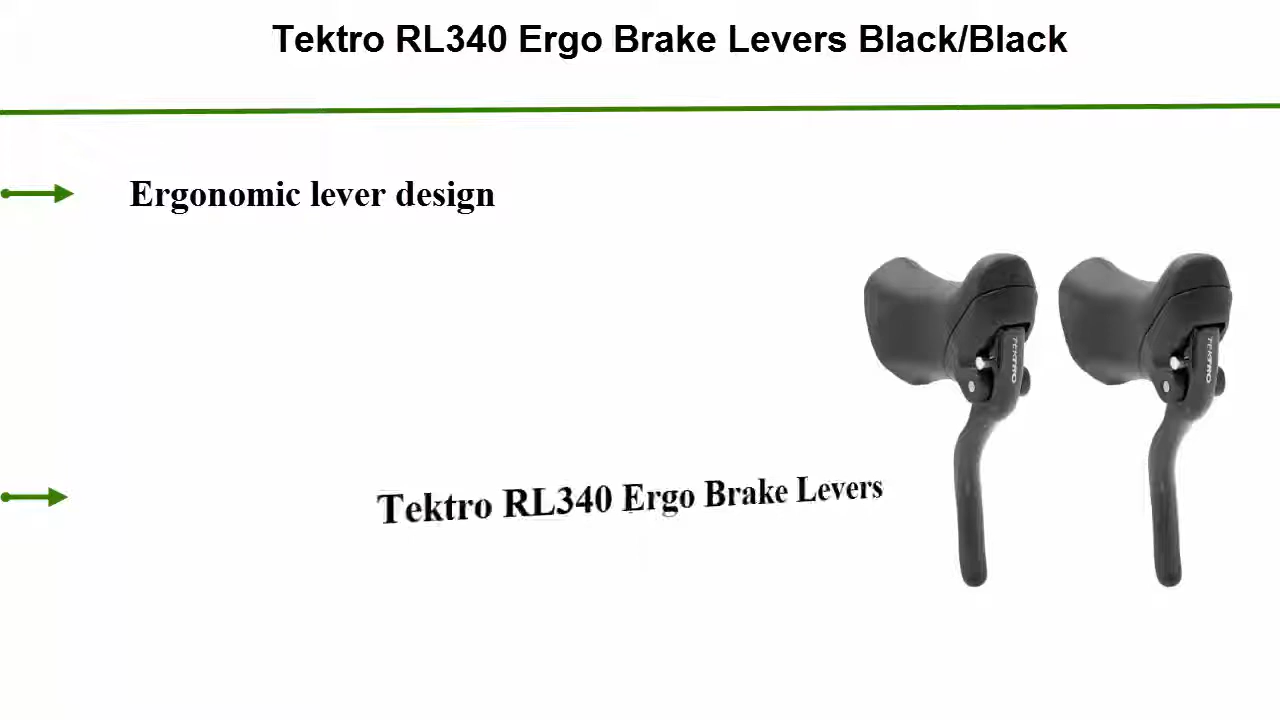 Tektro RL340 Ergo Brake Levers Black/Black
Ergonomic lever design
TEKTRO
TEKTRO
Tektro RL340 Ergo Brake Levers